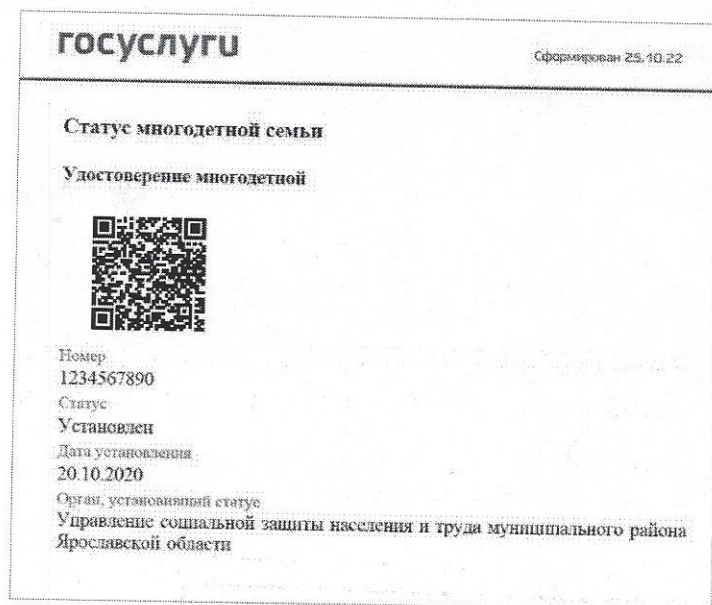 госуслуги
Сформирован 25.10.22
Статус многодетной семьи
Удостоверение многодетной
Номер
1234567890
Статус
Установлен
Дата установления
20.10.2020
Орган, установивший статус
Управление социальной защиты населения и труда муниципального района
Ярославской области